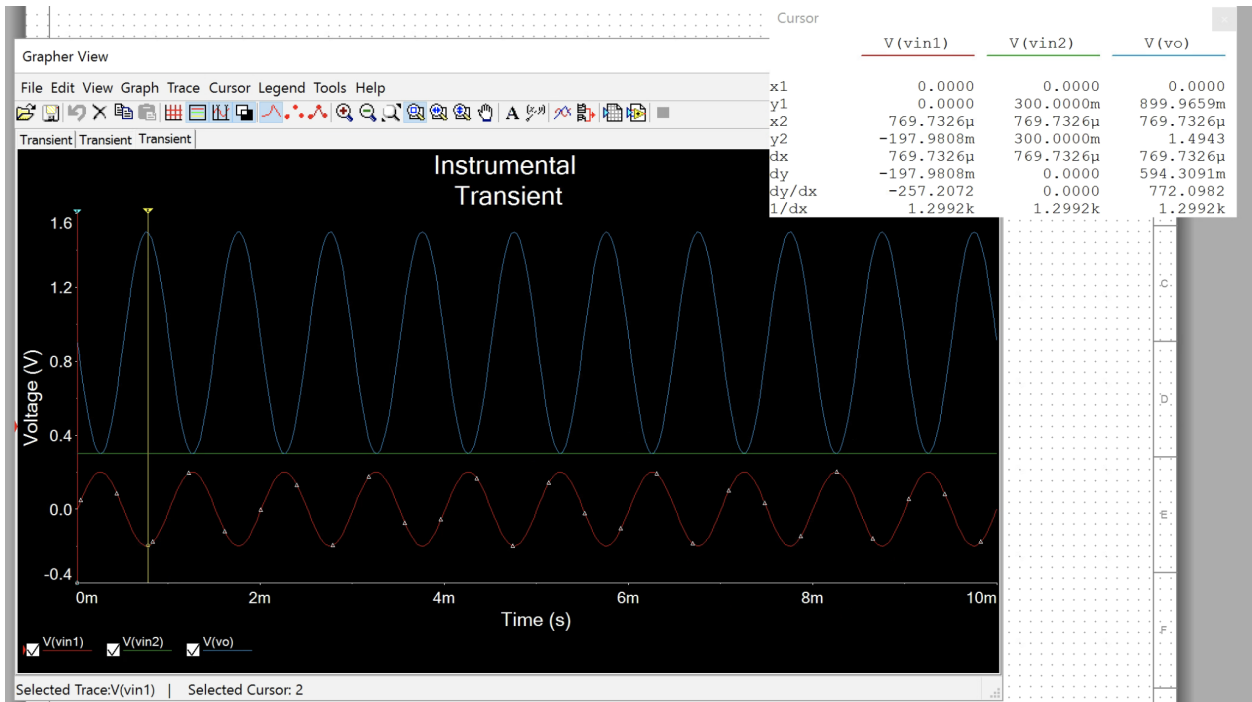 Cursor
V(vin1) V(vin2) V(vo)
x1 0.0000 0.0000 0.0000
y1 0.0000 300.0000m 899.9659m
x2 769.7326µ 769.7326µ 769.7326µ
y2 -197.9808m 300.0000m 1.4943
dx 769.7326µ 769.7326µ 769.7326µ
dy -197.9808m 0.0000 594.3091m
dy/dx -257.2072 0.0000 772.0982
1/dx 1.2992k 1.2992k 1.2992k
Grapher View
File Edit View Graph Trace Cursor Legend Tools Help
Transient Transient Transient
Instrumental
Transient
Voltage (V)
1.6
1.2
0.8
0.4
0.0
-0.4
0m 2m 4m 6m 8m 10m
Time (s)
V(vin1) V(vin2) V(vo)
Selected Trace:V(vin1) | Selected Cursor: 2
C
D
E
F